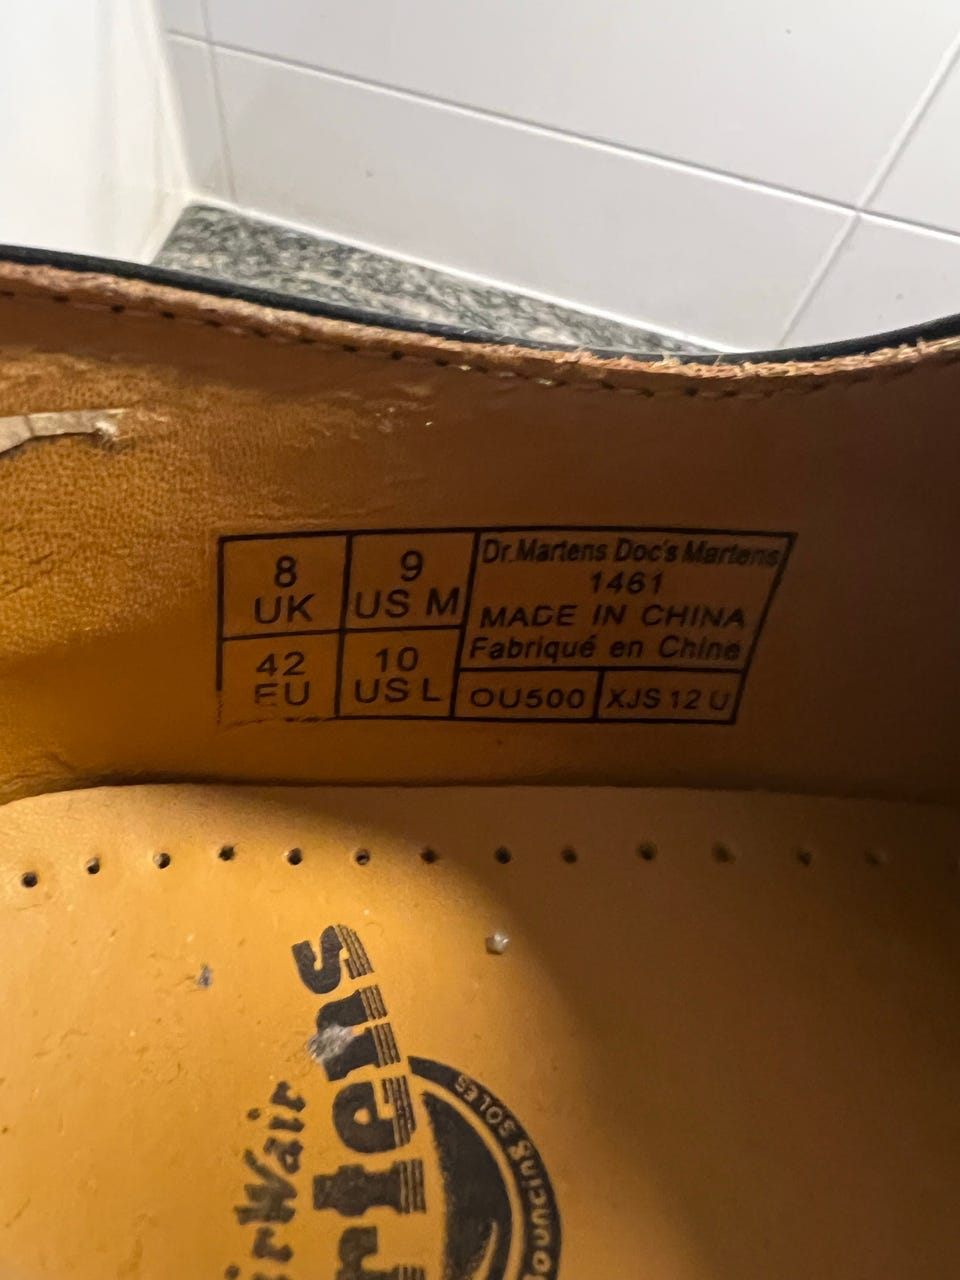 8
UK
9
US M
42
EU
10
US L
Dr.Martens Doc's Martens
1461
MADE IN CHINA
Fabriqué en Chine
OU500
XJS 12 U
BOUNCING SOLES